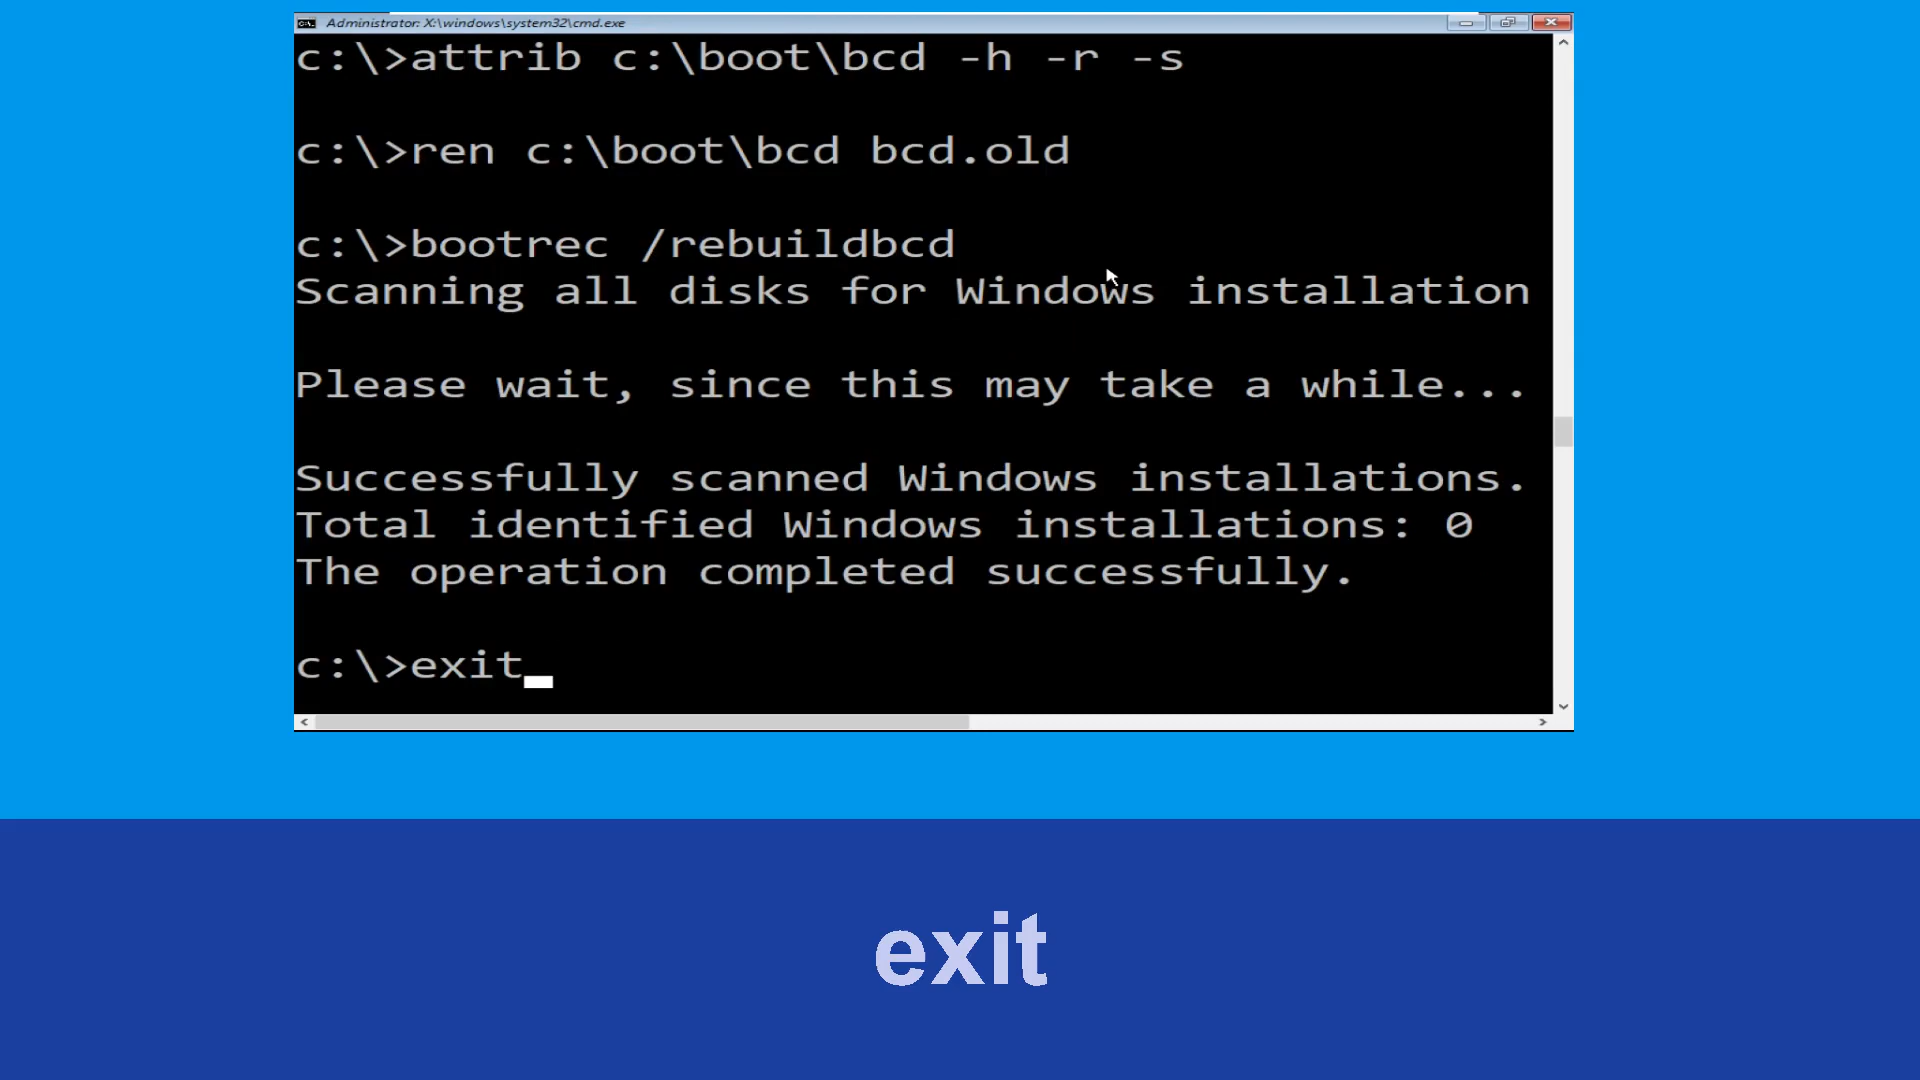 Administrator: X:\windows\system32\cmd.exe
c:\>attrib c:\boot\bcd -h -r -s
c:\>ren c:\boot\bcd bcd.old
c:\>bootrec /rebuildbcd
Scanning all disks for Windows installation
Please wait, since this may take a while...
Successfully scanned Windows installations.
Total identified Windows installations: 0
The operation completed successfully.
c:\>exit
exit